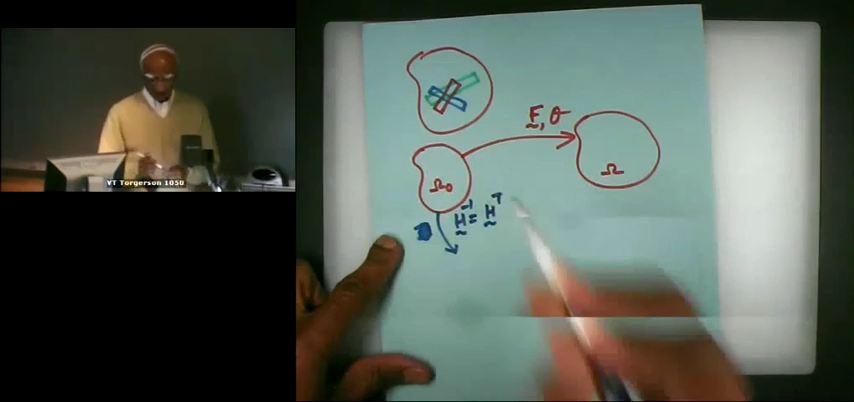 F, θ
Ω₀
Ω
H⁻¹ = Hᵀ
VT Torgerson 1050